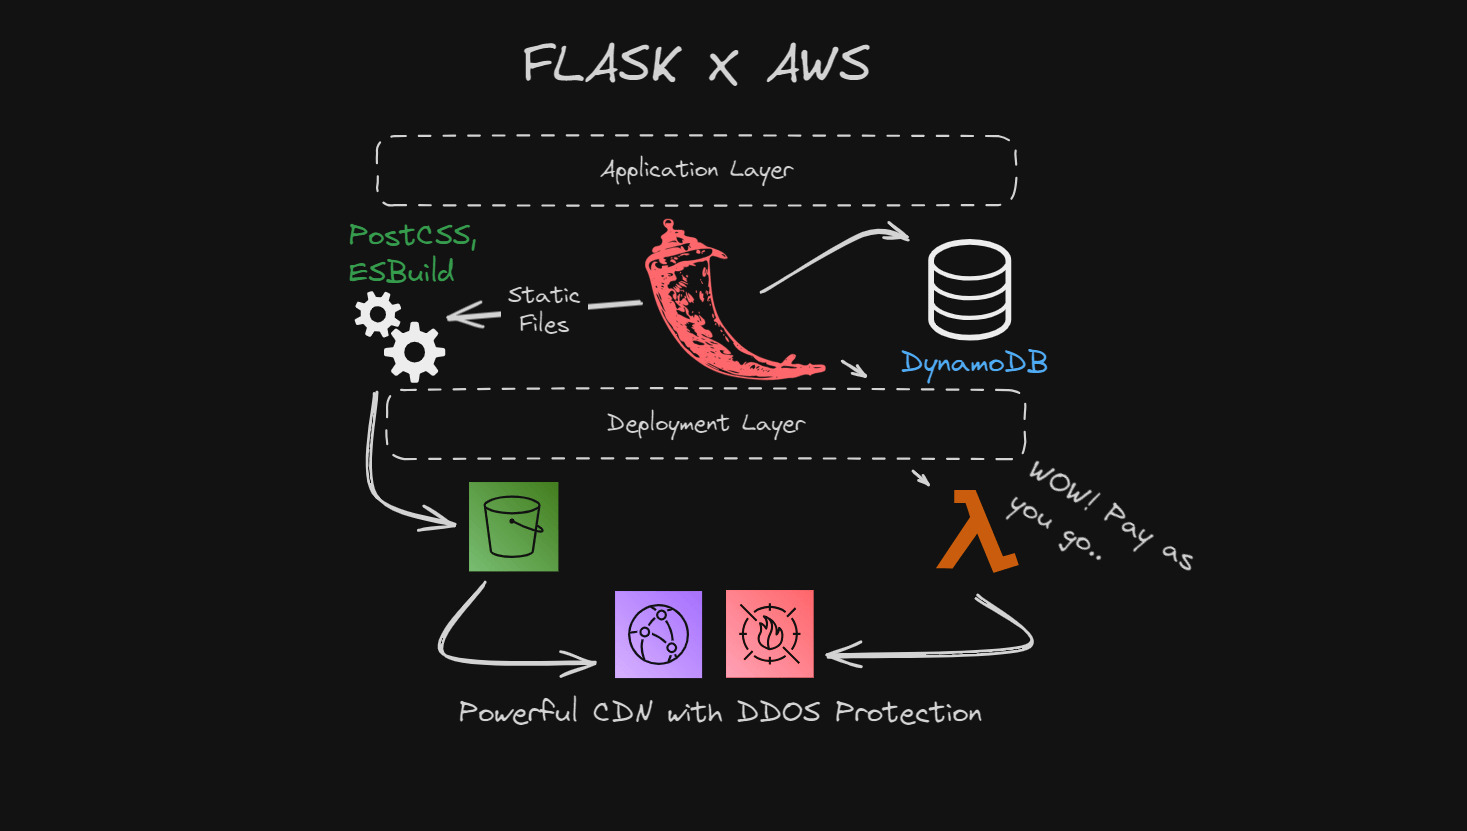 FLASK X AWS
Application Layer
PostCSS,
ESBuild
Static
Files
DynamoDB
Deployment Layer
WOW! Pay as
you go..
Powerful CDN with DDOS Protection